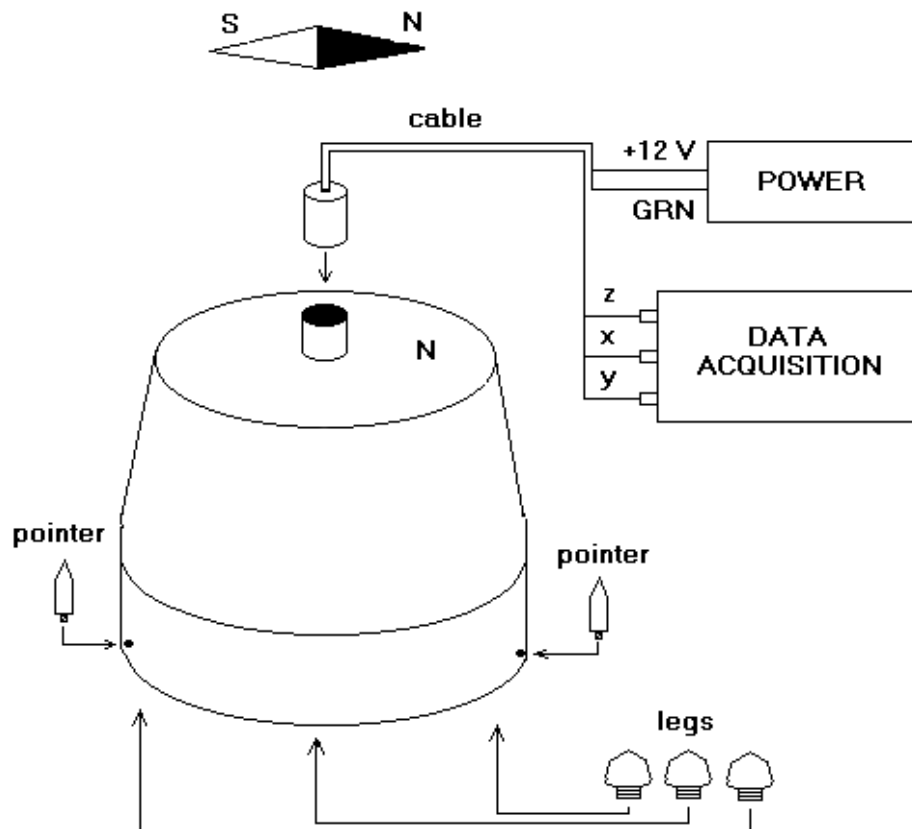 S N
cable
+12 V
POWER
GRN
z
x
y
DATA
ACQUISITION
N
pointer
pointer
legs